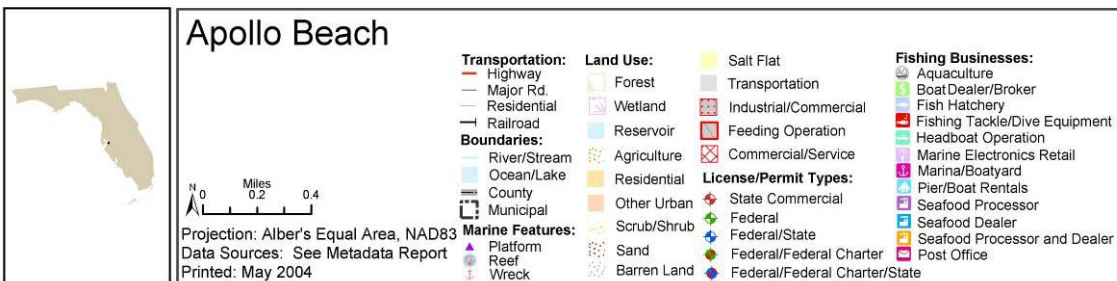 Apollo Beach
N
Miles
0 0.2 0.4
Projection: Alber's Equal Area, NAD83
Data Sources: See Metadata Report
Printed: May 2004
Transportation:
Highway
Major Rd.
Residential
Railroad
Boundaries:
River/Stream
Ocean/Lake
County
Municipal
Marine Features:
Platform
Reef
Wreck
Land Use:
Forest
Wetland
Reservoir
Agriculture
Residential
Other Urban
Scrub/Shrub
Sand
Barren Land
Salt Flat
Transportation
Industrial/Commercial
Feeding Operation
Commercial/Service
License/Permit Types:
State Commercial
Federal
Federal/State
Federal/Federal Charter
Federal/Federal Charter/State
Fishing Businesses:
Aquaculture
Boat Dealer/Broker
Fish Hatchery
Fishing Tackle/Dive Equipment
Headboat Operation
Marine Electronics Retail
Marina/Boatyard
Pier/Boat Rentals
Seafood Processor
Seafood Dealer
Seafood Processor and Dealer
Post Office